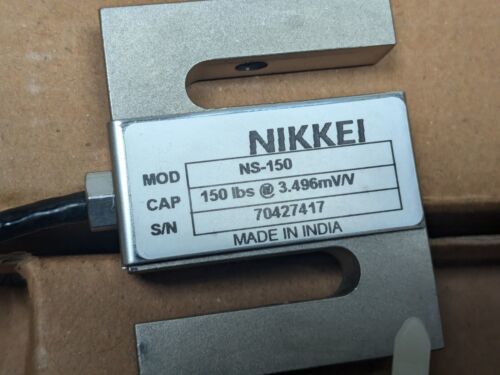 NIKKEI
MOD NS-150
CAP 150 lbs @ 3.496mV/V
S/N 70427417
MADE IN INDIA